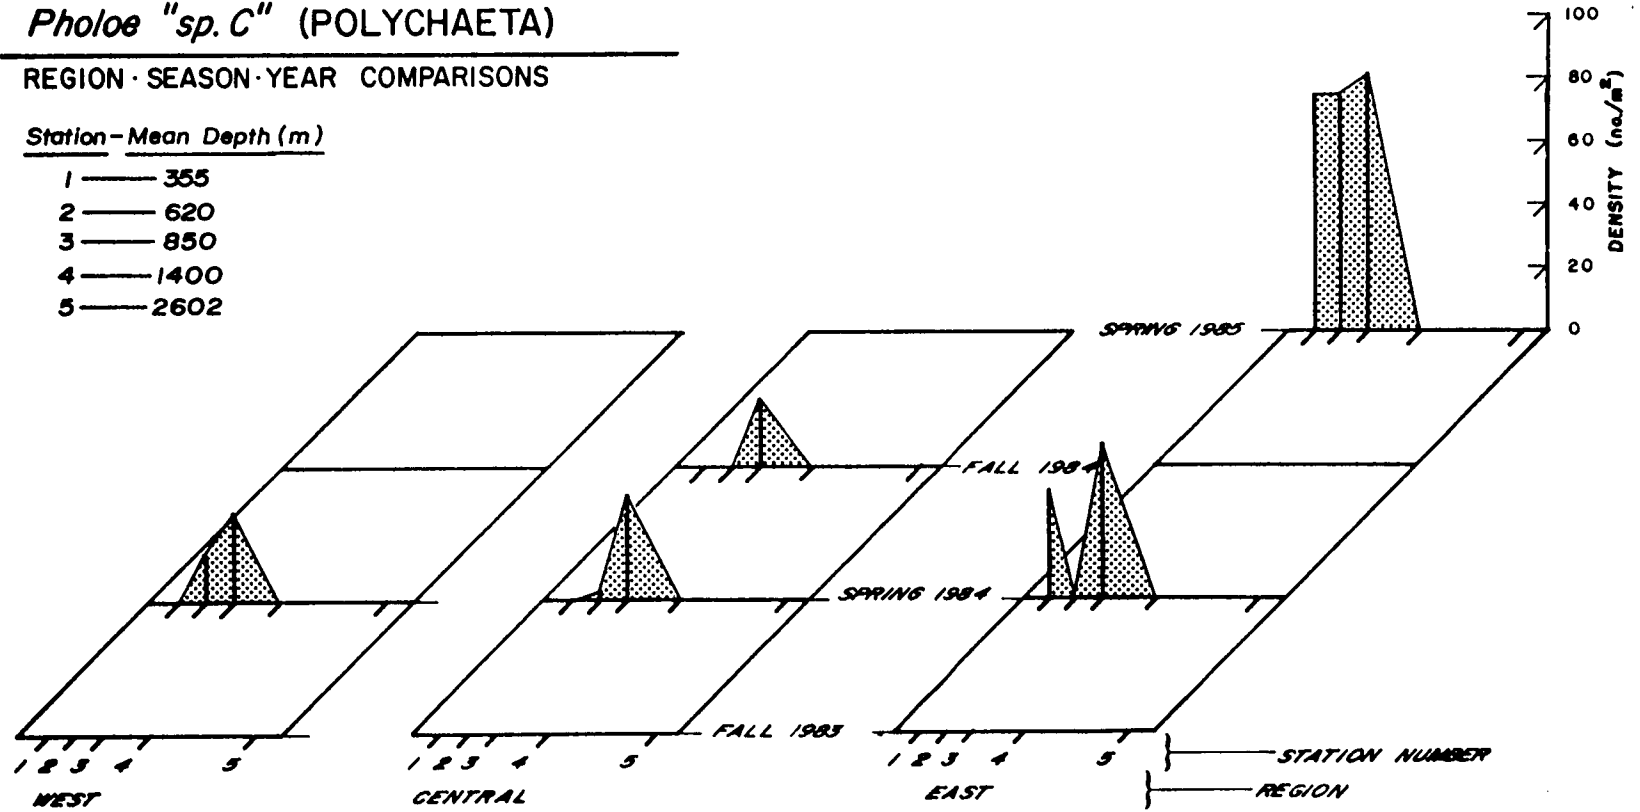 Pholoe "sp. C" (POLYCHAETA)
REGION · SEASON · YEAR COMPARISONS
Station - Mean Depth (m)
1 —— 355
2 —— 620
3 —— 850
4 —— 1400
5 —— 2602
100
80
60
40
20
0
DENSITY (no./m²)
SPRING 1985
FALL 1984
SPRING 1984
FALL 1983
1 2 3 4 5
1 2 3 4 5
1 2 3 4 5
STATION NUMBER
WEST
CENTRAL
EAST
REGION